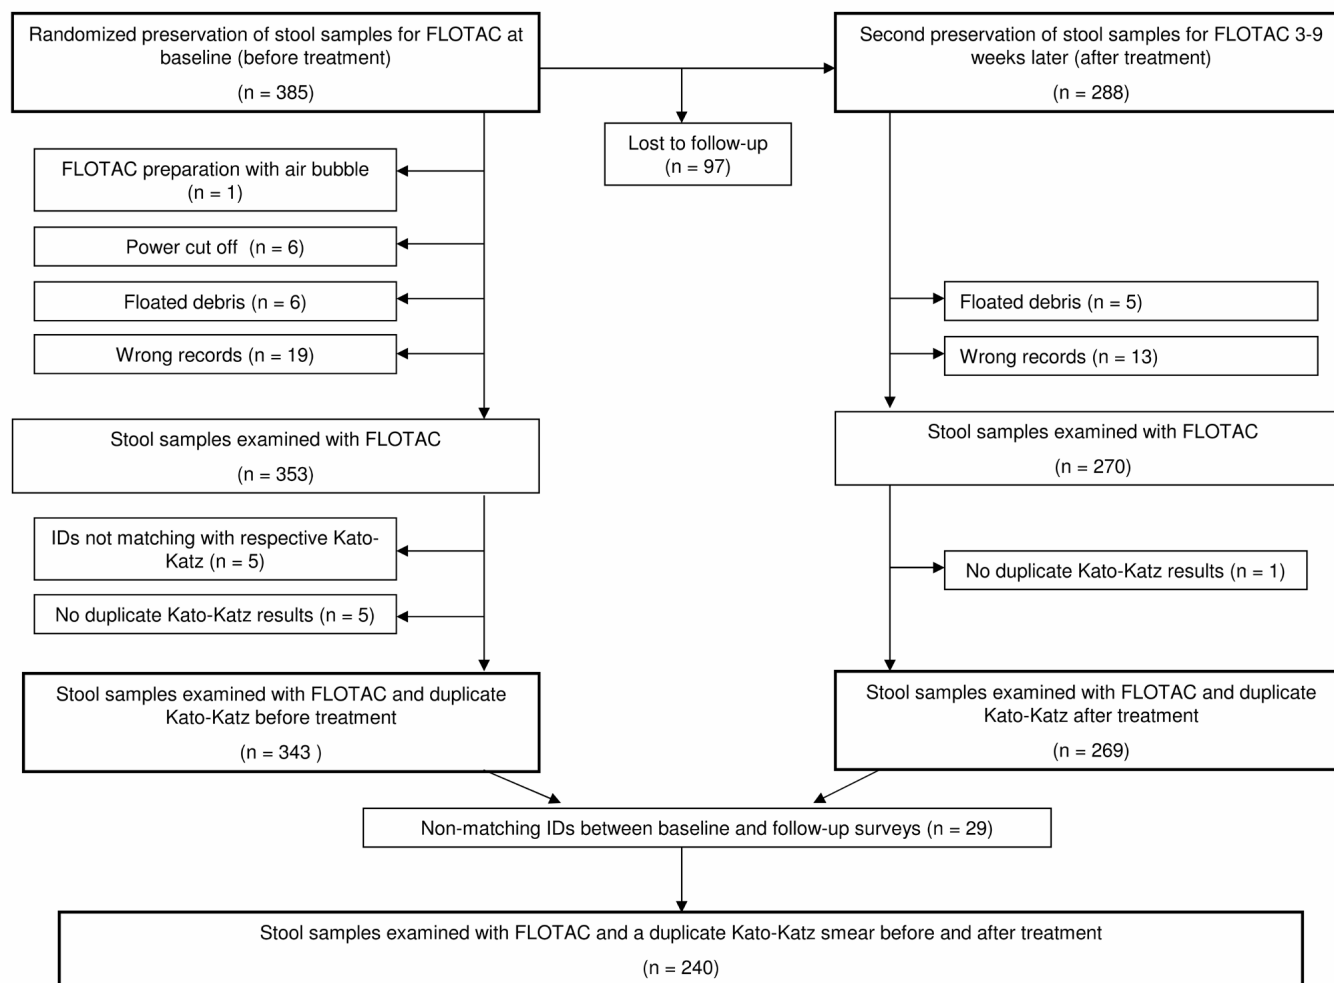 Randomized preservation of stool samples for FLOTAC at
baseline (before treatment)
(n = 385)
Second preservation of stool samples for FLOTAC 3-9
weeks later (after treatment)
(n = 288)
Lost to follow-up
(n = 97)
FLOTAC preparation with air bubble
(n = 1)
Power cut off (n = 6)
Floated debris (n = 6)
Wrong records (n = 19)
Floated debris (n = 5)
Wrong records (n = 13)
Stool samples examined with FLOTAC
(n = 353)
Stool samples examined with FLOTAC
(n = 270)
IDs not matching with respective Kato-
Katz (n = 5)
No duplicate Kato-Katz results (n = 5)
No duplicate Kato-Katz results (n = 1)
Stool samples examined with FLOTAC and duplicate
Kato-Katz before treatment
(n = 343 )
Stool samples examined with FLOTAC and duplicate
Kato-Katz after treatment
(n = 269)
Non-matching IDs between baseline and follow-up surveys (n = 29)
Stool samples examined with FLOTAC and a duplicate Kato-Katz smear before and after treatment
(n = 240)